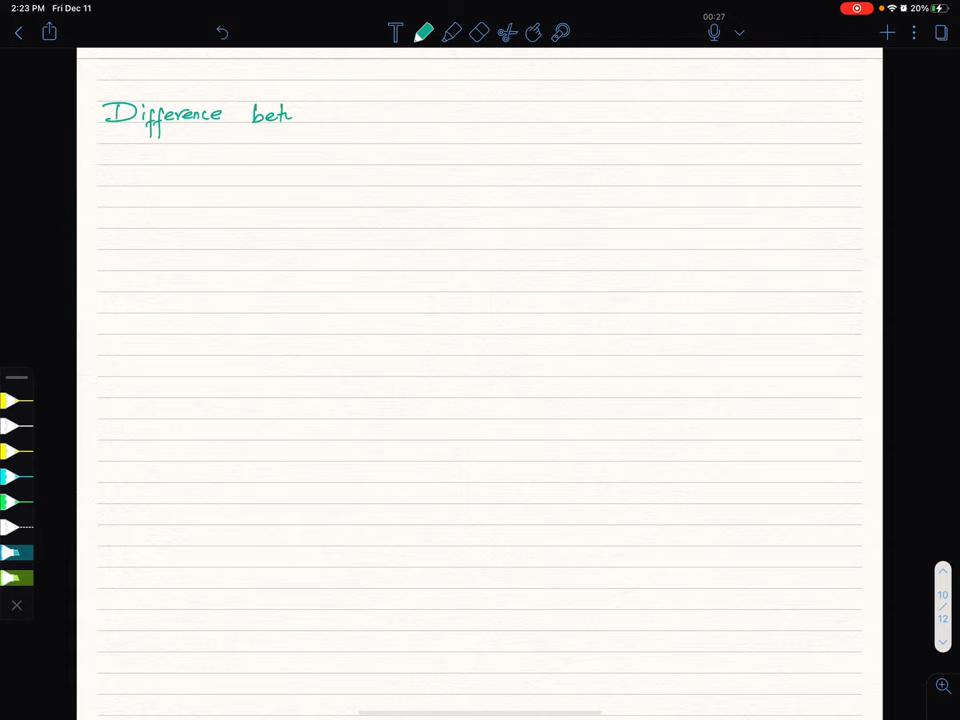 2:23 PM Fri Dec 11 20%
00:27
T
Difference bet
10
/
12